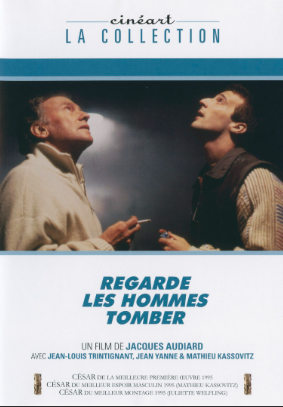 cinéart
LA COLLECTION
REGARDE
LES HOMMES
TOMBER
UN FILM DE JACQUES AUDIARD
AVEC JEAN-LOUIS TRINTIGNANT, JEAN YANNE & MATHIEU KASSOVITZ
CÉSAR DE LA MEILLEURE PREMIÈRE ŒUVRE 1995
CÉSAR DU MEILLEUR ESPOIR MASCULIN 1995 (MATHIEU KASSOVITZ)
CÉSAR DU MEILLEUR MONTAGE 1995 (JULIETTE WELFLING)